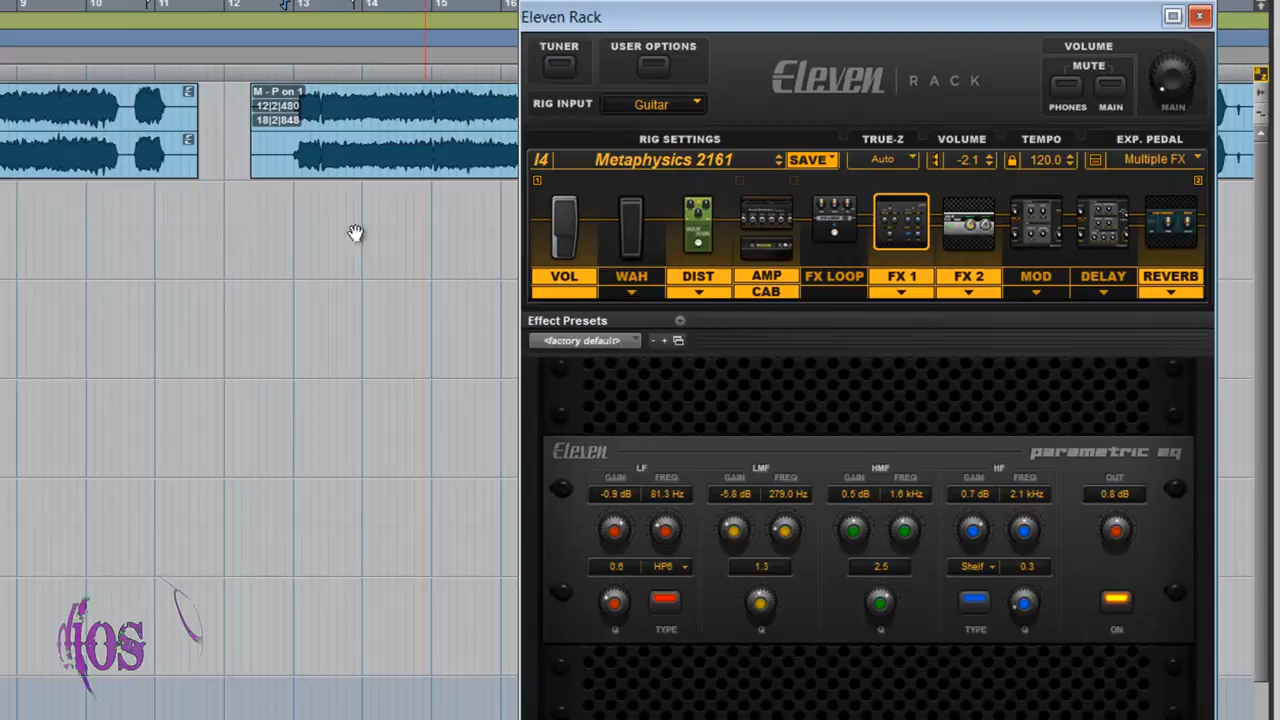 9 10 11 12 13 14 15 16
M - P on 1
12|2|480
18|2|848
Eleven Rack
TUNER USER OPTIONS
RIG INPUT Guitar
Eleven | RACK
VOLUME
MUTE
PHONES MAIN MAIN
RIG SETTINGS TRUE-Z VOLUME TEMPO EXP. PEDAL
I4 Metaphysics 2161 SAVE Auto -2.1 120.0 Multiple FX
1 2
VOL WAH DIST AMP FX LOOP FX 1 FX 2 MOD DELAY REVERB
CAB
Effect Presets
<factory default> - +
Eleven parametric eq
LF LMF HMF HF
GAIN FREQ GAIN FREQ GAIN FREQ GAIN FREQ OUT
-0.9 dB 81.3 Hz -5.8 dB 279.0 Hz 0.5 dB 1.6 kHz 0.7 dB 2.1 kHz 0.8 dB
0.6 HP6 1.3 2.5 Shelf 0.3
Q TYPE Q Q TYPE Q ON
ios